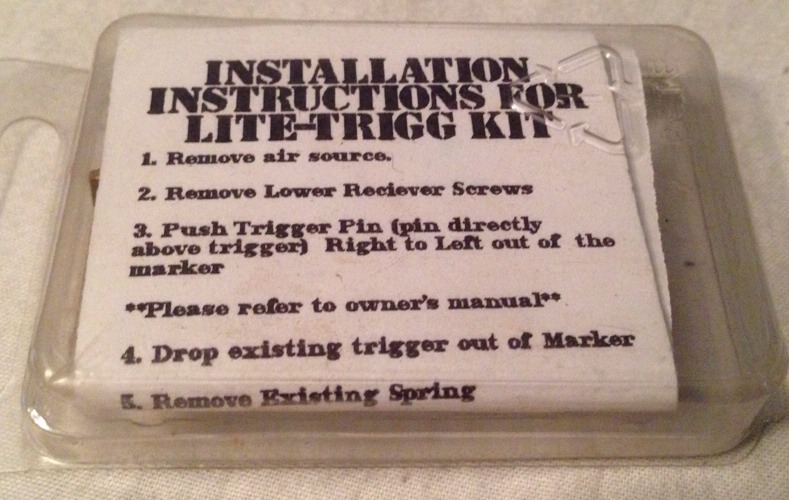 INSTALLATION
INSTRUCTIONS FOR
LITE-TRIGG KIT
1. Remove air source.
2. Remove Lower Reciever Screws
3. Push Trigger Pin (pin directly
above trigger) Right to Left out of the
marker
**Please refer to owner's manual**
4. Drop existing trigger out of Marker
5. Remove Existing Spring